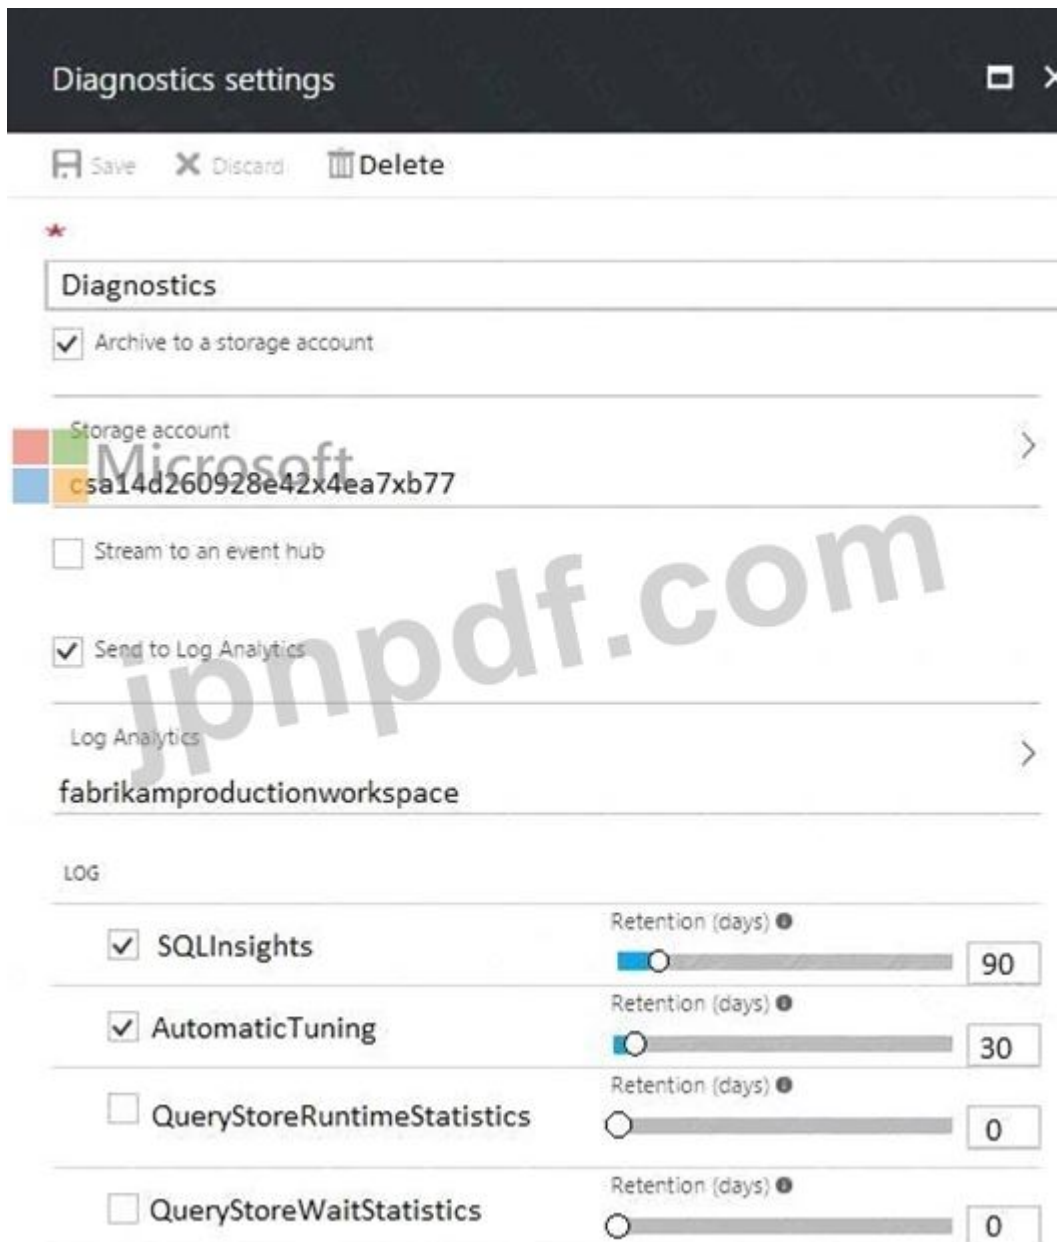 Diagnostics settings
Save Discard Delete
*
Diagnostics
Archive to a storage account
Storage account
Microsoft
csa14d260928e42x4ea7xb77
Stream to an event hub
jpnpdf.com
Send to Log Analytics
Log Analytics
fabrikamproductionworkspace
LOG
Retention (days)
SQLInsights
90
Retention (days)
AutomaticTuning
30
Retention (days)
QueryStoreRuntimeStatistics
0
Retention (days)
QueryStoreWaitStatistics
0